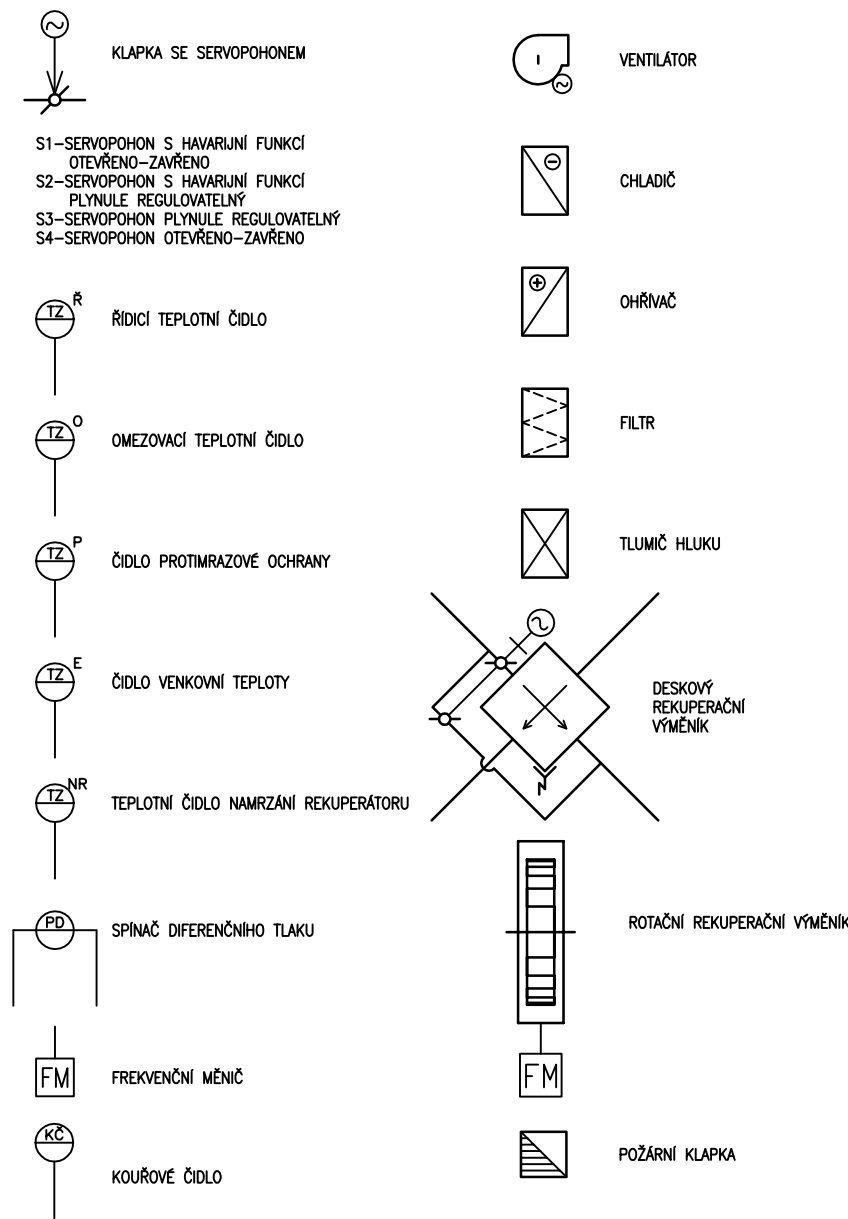 KLAPKA SE SERVOPOHONEM
S1-SERVOPOHON S HAVARIJNÍ FUNKCÍ
OTEVŘENO-ZAVŘENO
S2-SERVOPOHON S HAVARIJNÍ FUNKCÍ
PLYNULE REGULOVATELNÝ
S3-SERVOPOHON PLYNULE REGULOVATELNÝ
S4-SERVOPOHON OTEVŘENO-ZAVŘENO
TZ Ř
ŘÍDICÍ TEPLOTNÍ ČIDLO
TZ O
OMEZOVACÍ TEPLOTNÍ ČIDLO
TZ P
ČIDLO PROTIMRAZOVÉ OCHRANY
TZ E
ČIDLO VENKOVNÍ TEPLOTY
TZ NR
TEPLOTNÍ ČIDLO NAMRZÁNÍ REKUPERÁTORU
PD
SPÍNAČ DIFERENČNÍHO TLAKU
FM
FREKVENČNÍ MĚNIČ
KČ
KOUŘOVÉ ČIDLO
VENTILÁTOR
CHLADIČ
OHŘÍVAČ
FILTR
TLUMIČ HLUKU
DESKOVÝ
REKUPERAČNÍ
VÝMĚNÍK
ROTAČNÍ REKUPERAČNÍ VÝMĚNÍK
FM
POŽÁRNÍ KLAPKA